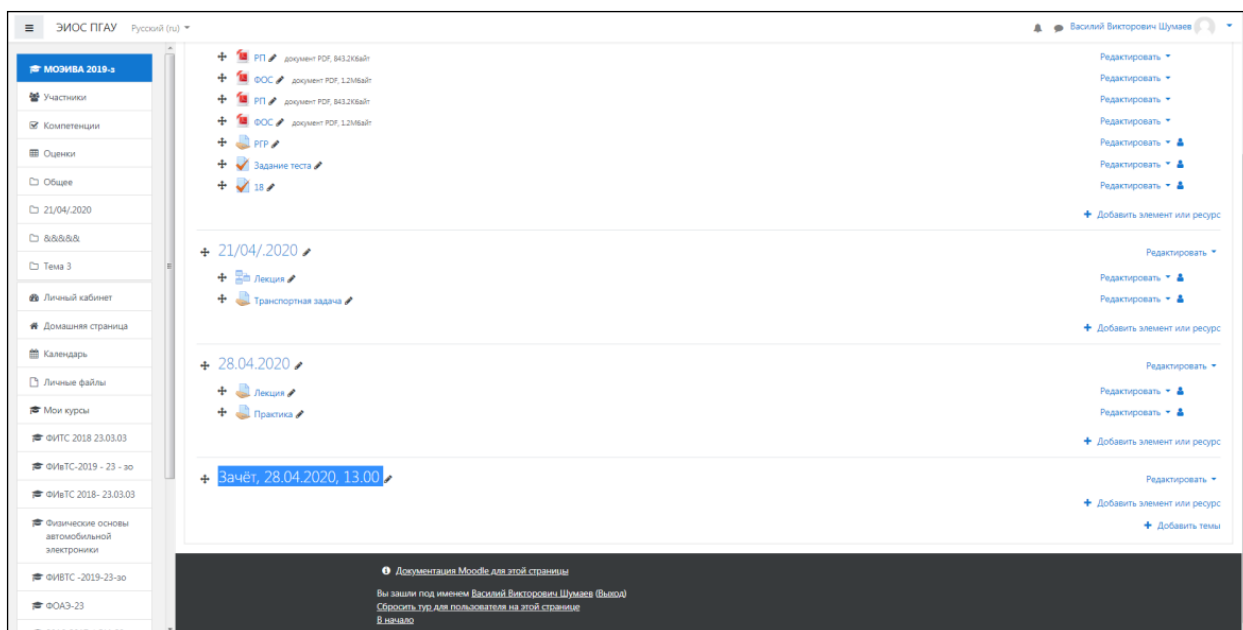 ЭИОС ПГАУ Русский (ru)
Василий Викторович Шумаев
МОЭИВА 2019-з
Участники
Компетенции
Оценки
Общее
21/04/.2020
&&&&&
Тема 3
Личный кабинет
Домашняя страница
Календарь
Личные файлы
Мои курсы
ФИТС 2018 23.03.03
ФИвТС-2019 - 23 - зо
ФИвТС 2018- 23.03.03
Физические основы
автомобильной
электроники
ФИВТС -2019-23-зо
ФОАЭ-23
РП документ PDF, 843.2Кбайт Редактировать
ФОС документ PDF, 1.2Мбайт Редактировать
РП документ PDF, 843.2Кбайт Редактировать
ФОС документ PDF, 1.2Мбайт Редактировать
РГР Редактировать
Задание теста Редактировать
18 Редактировать
Добавить элемент или ресурс
21/04/.2020 Редактировать
Лекция Редактировать
Транспортная задача Редактировать
Добавить элемент или ресурс
28.04.2020 Редактировать
Лекция Редактировать
Практика Редактировать
Добавить элемент или ресурс
Зачёт, 28.04.2020, 13.00 Редактировать
Добавить элемент или ресурс
Добавить темы
Документация Moodle для этой страницы
Вы зашли под именем Василий Викторович Шумаев (Выход)
Сбросить тур для пользователя на этой странице
В начало